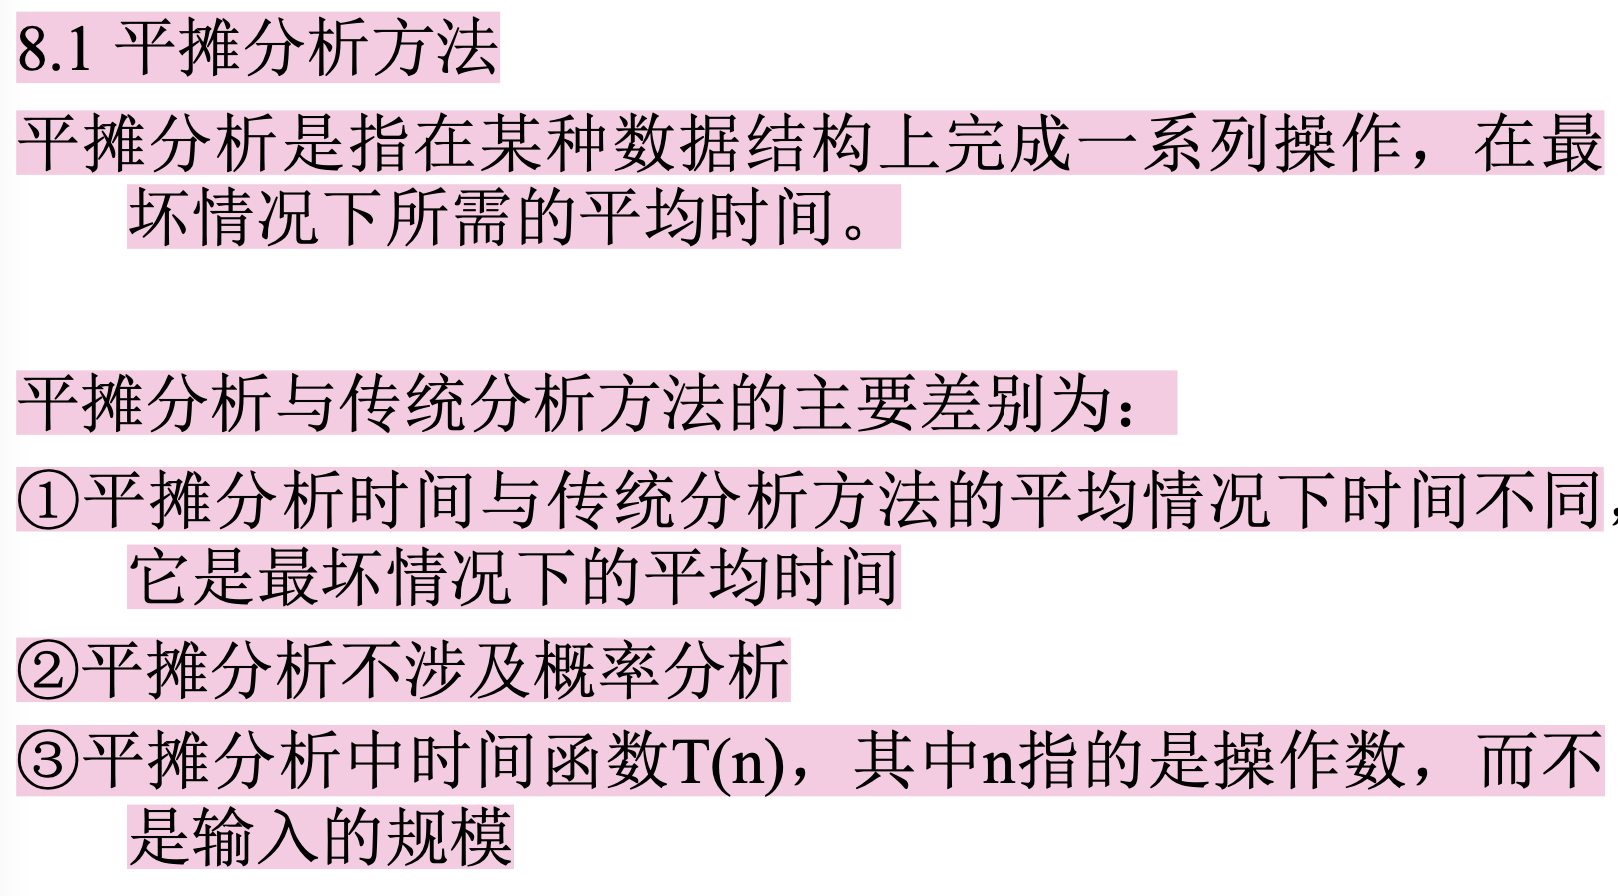 8.1 平摊分析方法
平摊分析是指在某种数据结构上完成一系列操作，在最
坏情况下所需的平均时间。
平摊分析与传统分析方法的主要差别为：
①平摊分析时间与传统分析方法的平均情况下时间不同，
它是最坏情况下的平均时间
②平摊分析不涉及概率分析
③平摊分析中时间函数T(n)，其中n指的是操作数，而不
是输入的规模